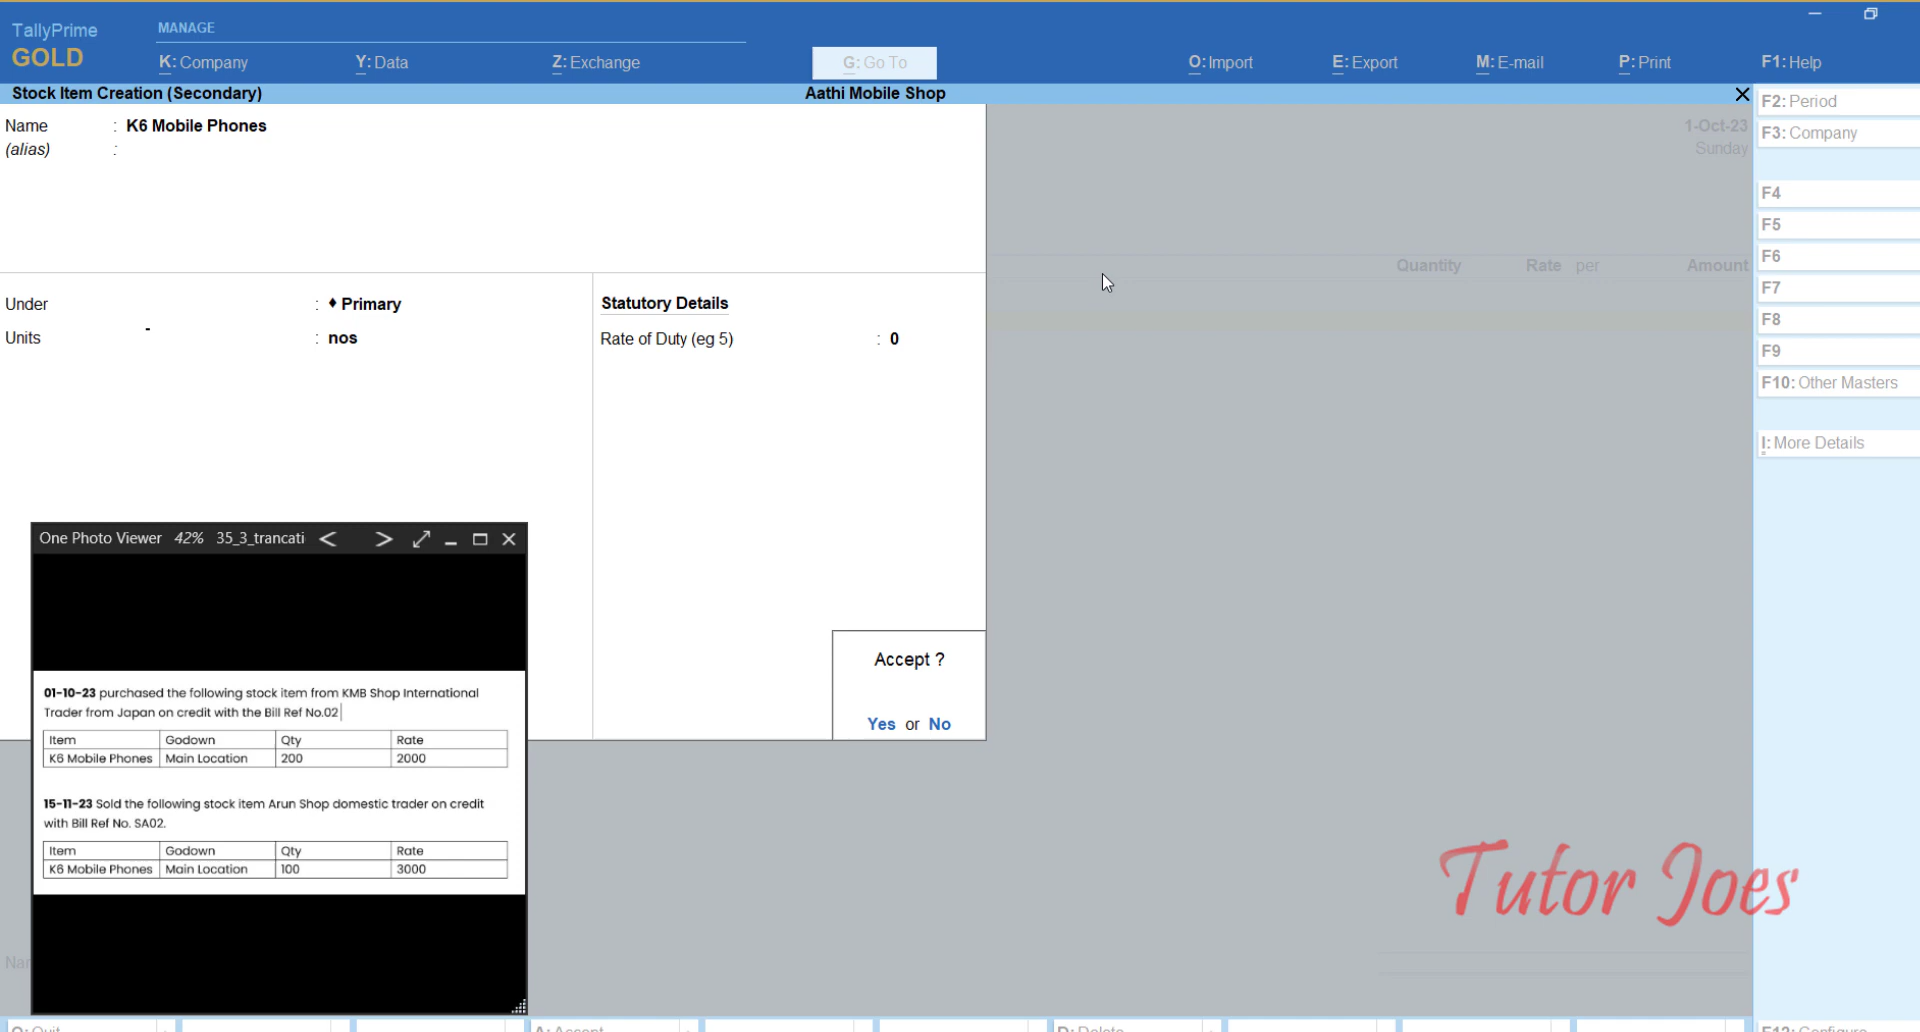 TallyPrime
GOLD
MANAGE
K: Company
Y: Data
Z: Exchange
G: Go To
O: Import
E: Export
M: E-mail
P: Print
F1: Help
Stock Item Creation (Secondary)
Aathi Mobile Shop
Name : K6 Mobile Phones
(alias) :
1-Oct-23
Sunday
Quantity Rate per Amount
Under : ♦ Primary
Units : nos
Statutory Details
Rate of Duty (eg 5) : 0
Accept ?
Yes or No
F2: Period
F3: Company
F4
F5
F6
F7
F8
F9
F10: Other Masters
I: More Details
One Photo Viewer 42% 35_3_trancati
01-10-23 purchased the following stock item from KMB Shop International
Trader from Japan on credit with the Bill Ref No.02
Item Godown Qty Rate
K6 Mobile Phones Main Location 200 2000
15-11-23 Sold the following stock item Arun Shop domestic trader on credit
with Bill Ref No. SA02.
Item Godown Qty Rate
K6 Mobile Phones Main Location 100 3000
Tutor Joes
Q: Quit
A: Accept
D: Delete
F12: Configure